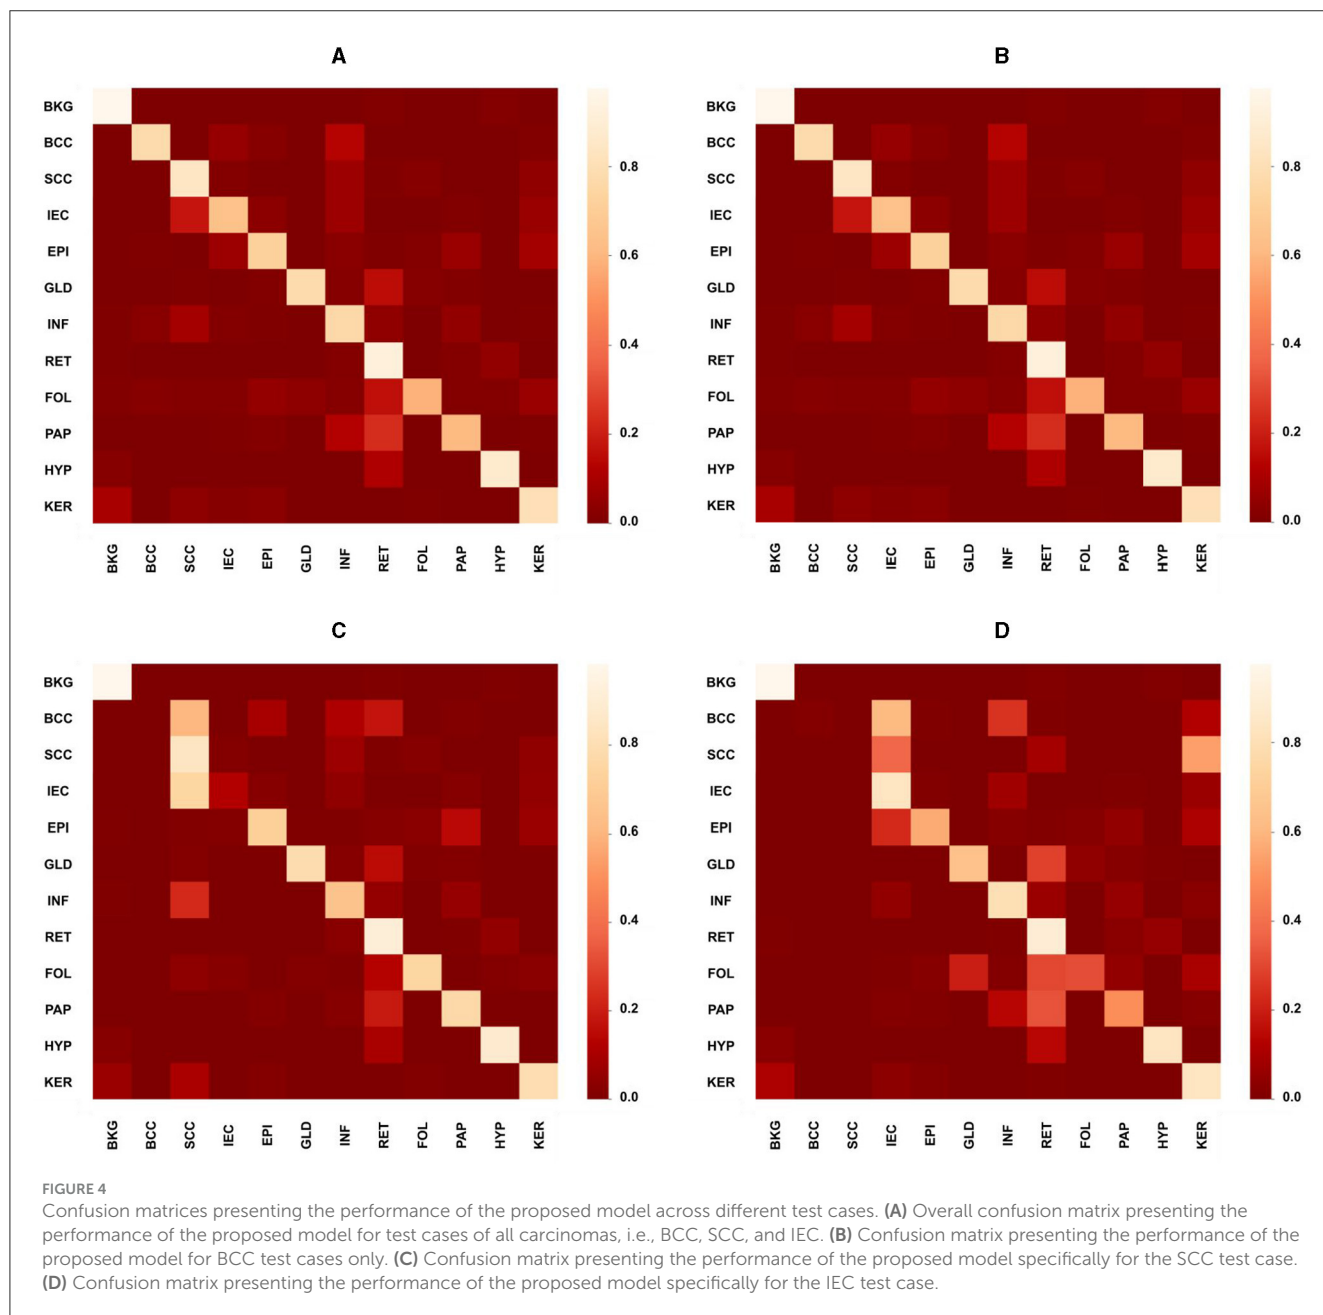 A
BKG
BCC
SCC
IEC
EPI
GLD
INF
RET
FOL
PAP
HYP
KER
BKG BCC SCC IEC EPI GLD INF RET FOL PAP HYP KER
0.8
0.6
0.4
0.2
0.0
B
BKG
BCC
SCC
IEC
EPI
GLD
INF
RET
FOL
PAP
HYP
KER
BKG BCC SCC IEC EPI GLD INF RET FOL PAP HYP KER
0.8
0.6
0.4
0.2
0.0
C
BKG
BCC
SCC
IEC
EPI
GLD
INF
RET
FOL
PAP
HYP
KER
BKG BCC SCC IEC EPI GLD INF RET FOL PAP HYP KER
0.8
0.6
0.4
0.2
0.0
D
BKG
BCC
SCC
IEC
EPI
GLD
INF
RET
FOL
PAP
HYP
KER
BKG BCC SCC IEC EPI GLD INF RET FOL PAP HYP KER
0.8
0.6
0.4
0.2
0.0
FIGURE 4
Confusion matrices presenting the performance of the proposed model across different test cases. (A) Overall confusion matrix presenting the
performance of the proposed model for test cases of all carcinomas, i.e., BCC, SCC, and IEC. (B) Confusion matrix presenting the performance of the
proposed model for BCC test cases only. (C) Confusion matrix presenting the performance of the proposed model specifically for the SCC test case.
(D) Confusion matrix presenting the performance of the proposed model specifically for the IEC test case.